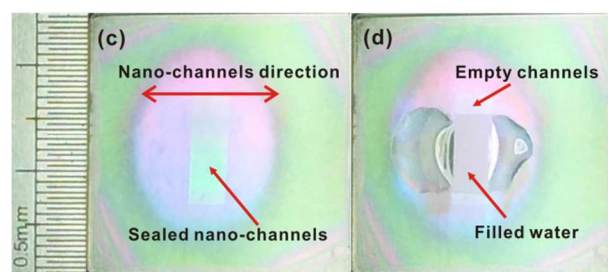 (c)
Nano-channels direction
Sealed nano-channels
(d)
Empty channels
Filled water
0.5mm